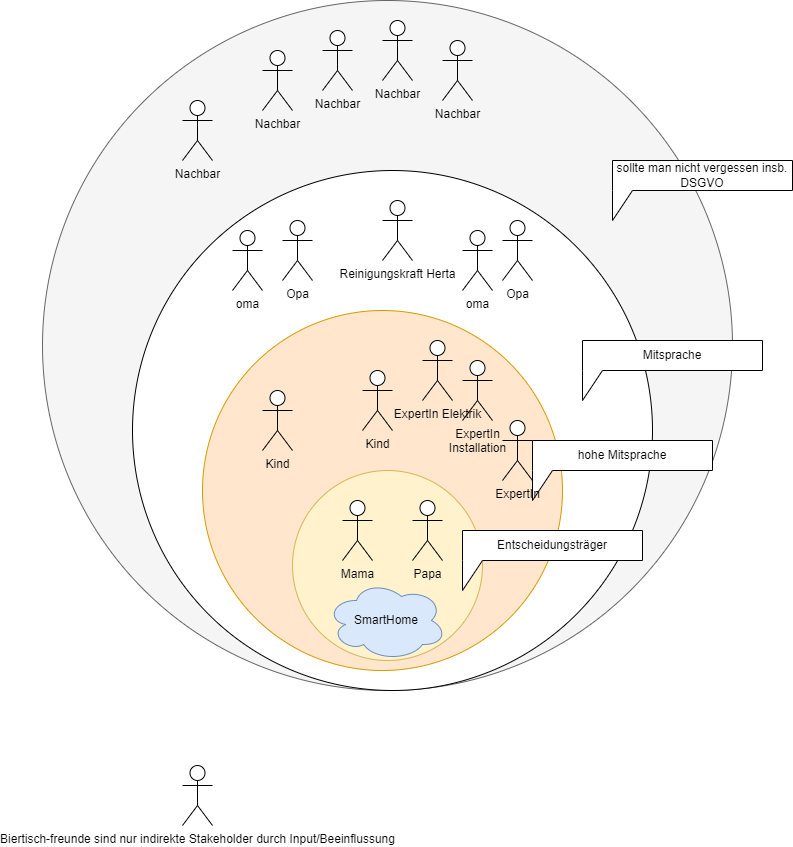 Nachbar
Nachbar
Nachbar
Nachbar
Nachbar
sollte man nicht vergessen insb.
DSGVO
Reinigungskraft Herta
oma
Opa
oma
Opa
Mitsprache
ExpertIn Elektrik
Kind
Kind
ExpertIn
Installation
hohe Mitsprache
ExpertIn
Entscheidungsträger
Mama
Papa
SmartHome
Biertisch-freunde sind nur indirekte Stakeholder durch Input/Beeinflussung